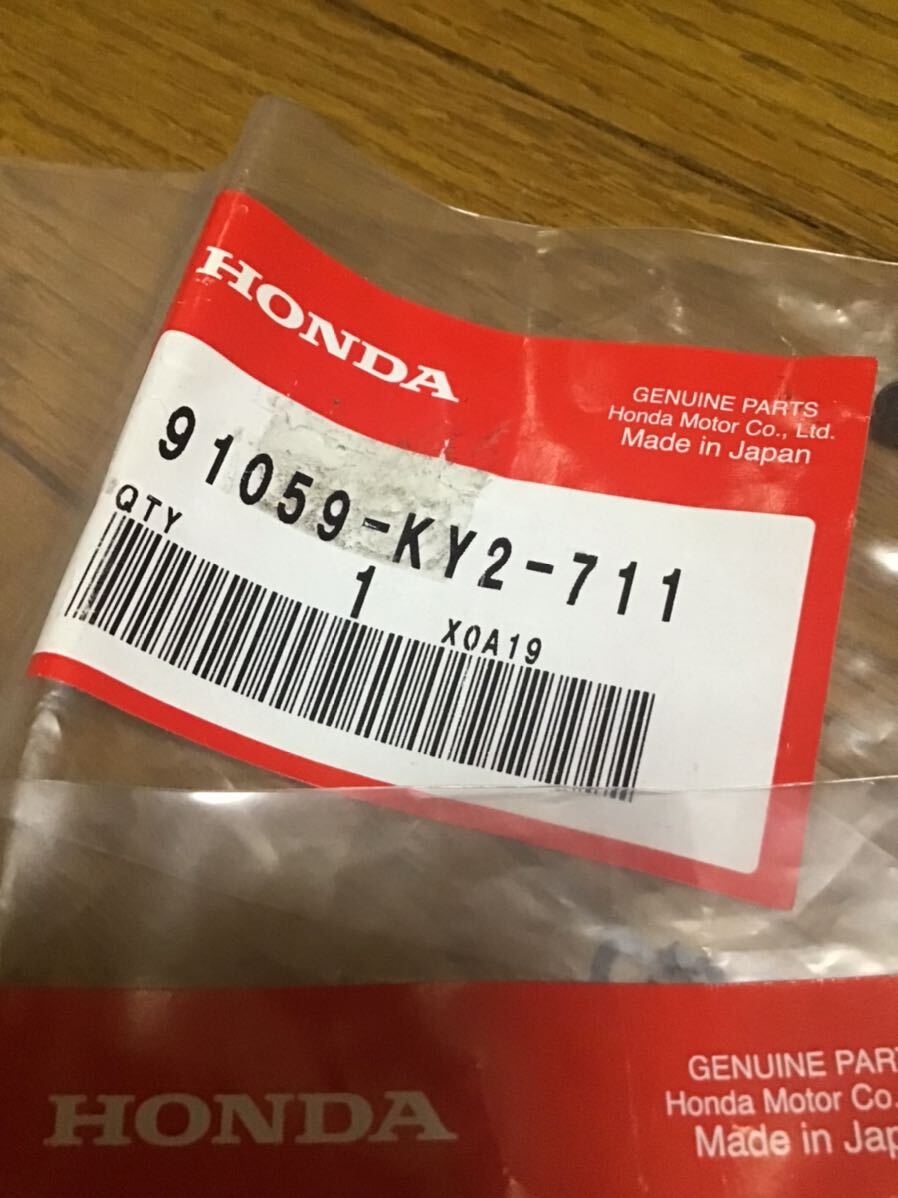 HONDA
GENUINE PARTS
Honda Motor Co., Ltd.
Made in Japan
91059-KY2-711
QTY
1
X0A19
HONDA
GENUINE PAR
Honda Motor Co.
Made in Jap